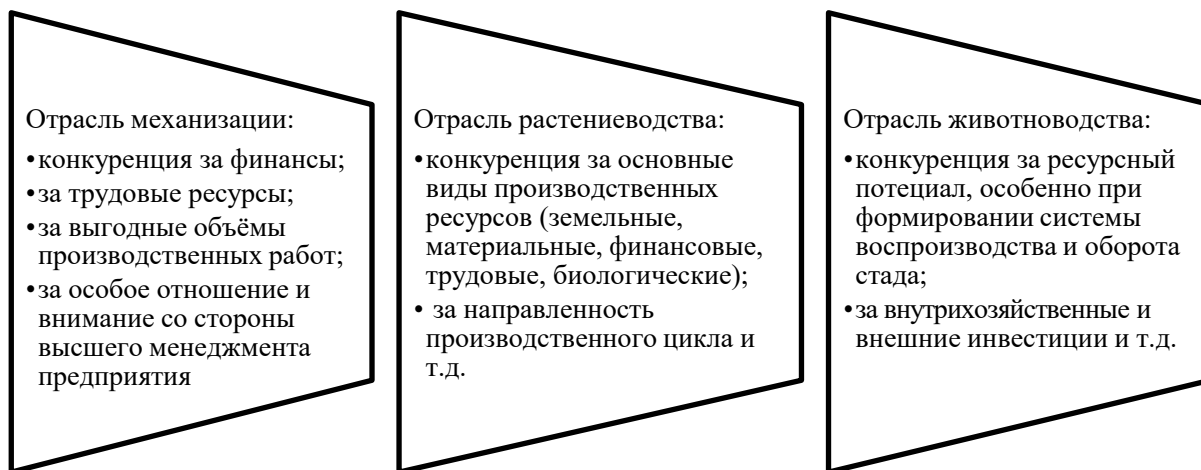 Отрасль механизации:
•конкуренция за финансы;
•за трудовые ресурсы;
•за выгодные объёмы
производственных работ;
•за особое отношение и
внимание со стороны
высшего менеджмента
предприятия
Отрасль растениеводства:
•конкуренция за основные
виды производственных
ресурсов (земельные,
материальные, финансовые,
трудовые, биологические);
• за направленность
производственного цикла и
т.д.
Отрасль животноводства:
•конкуренция за ресурсный
потециал, особенно при
формировании системы
воспроизводства и оборота
стада;
•за внутрихозяйственные и
внешние инвестиции и т.д.